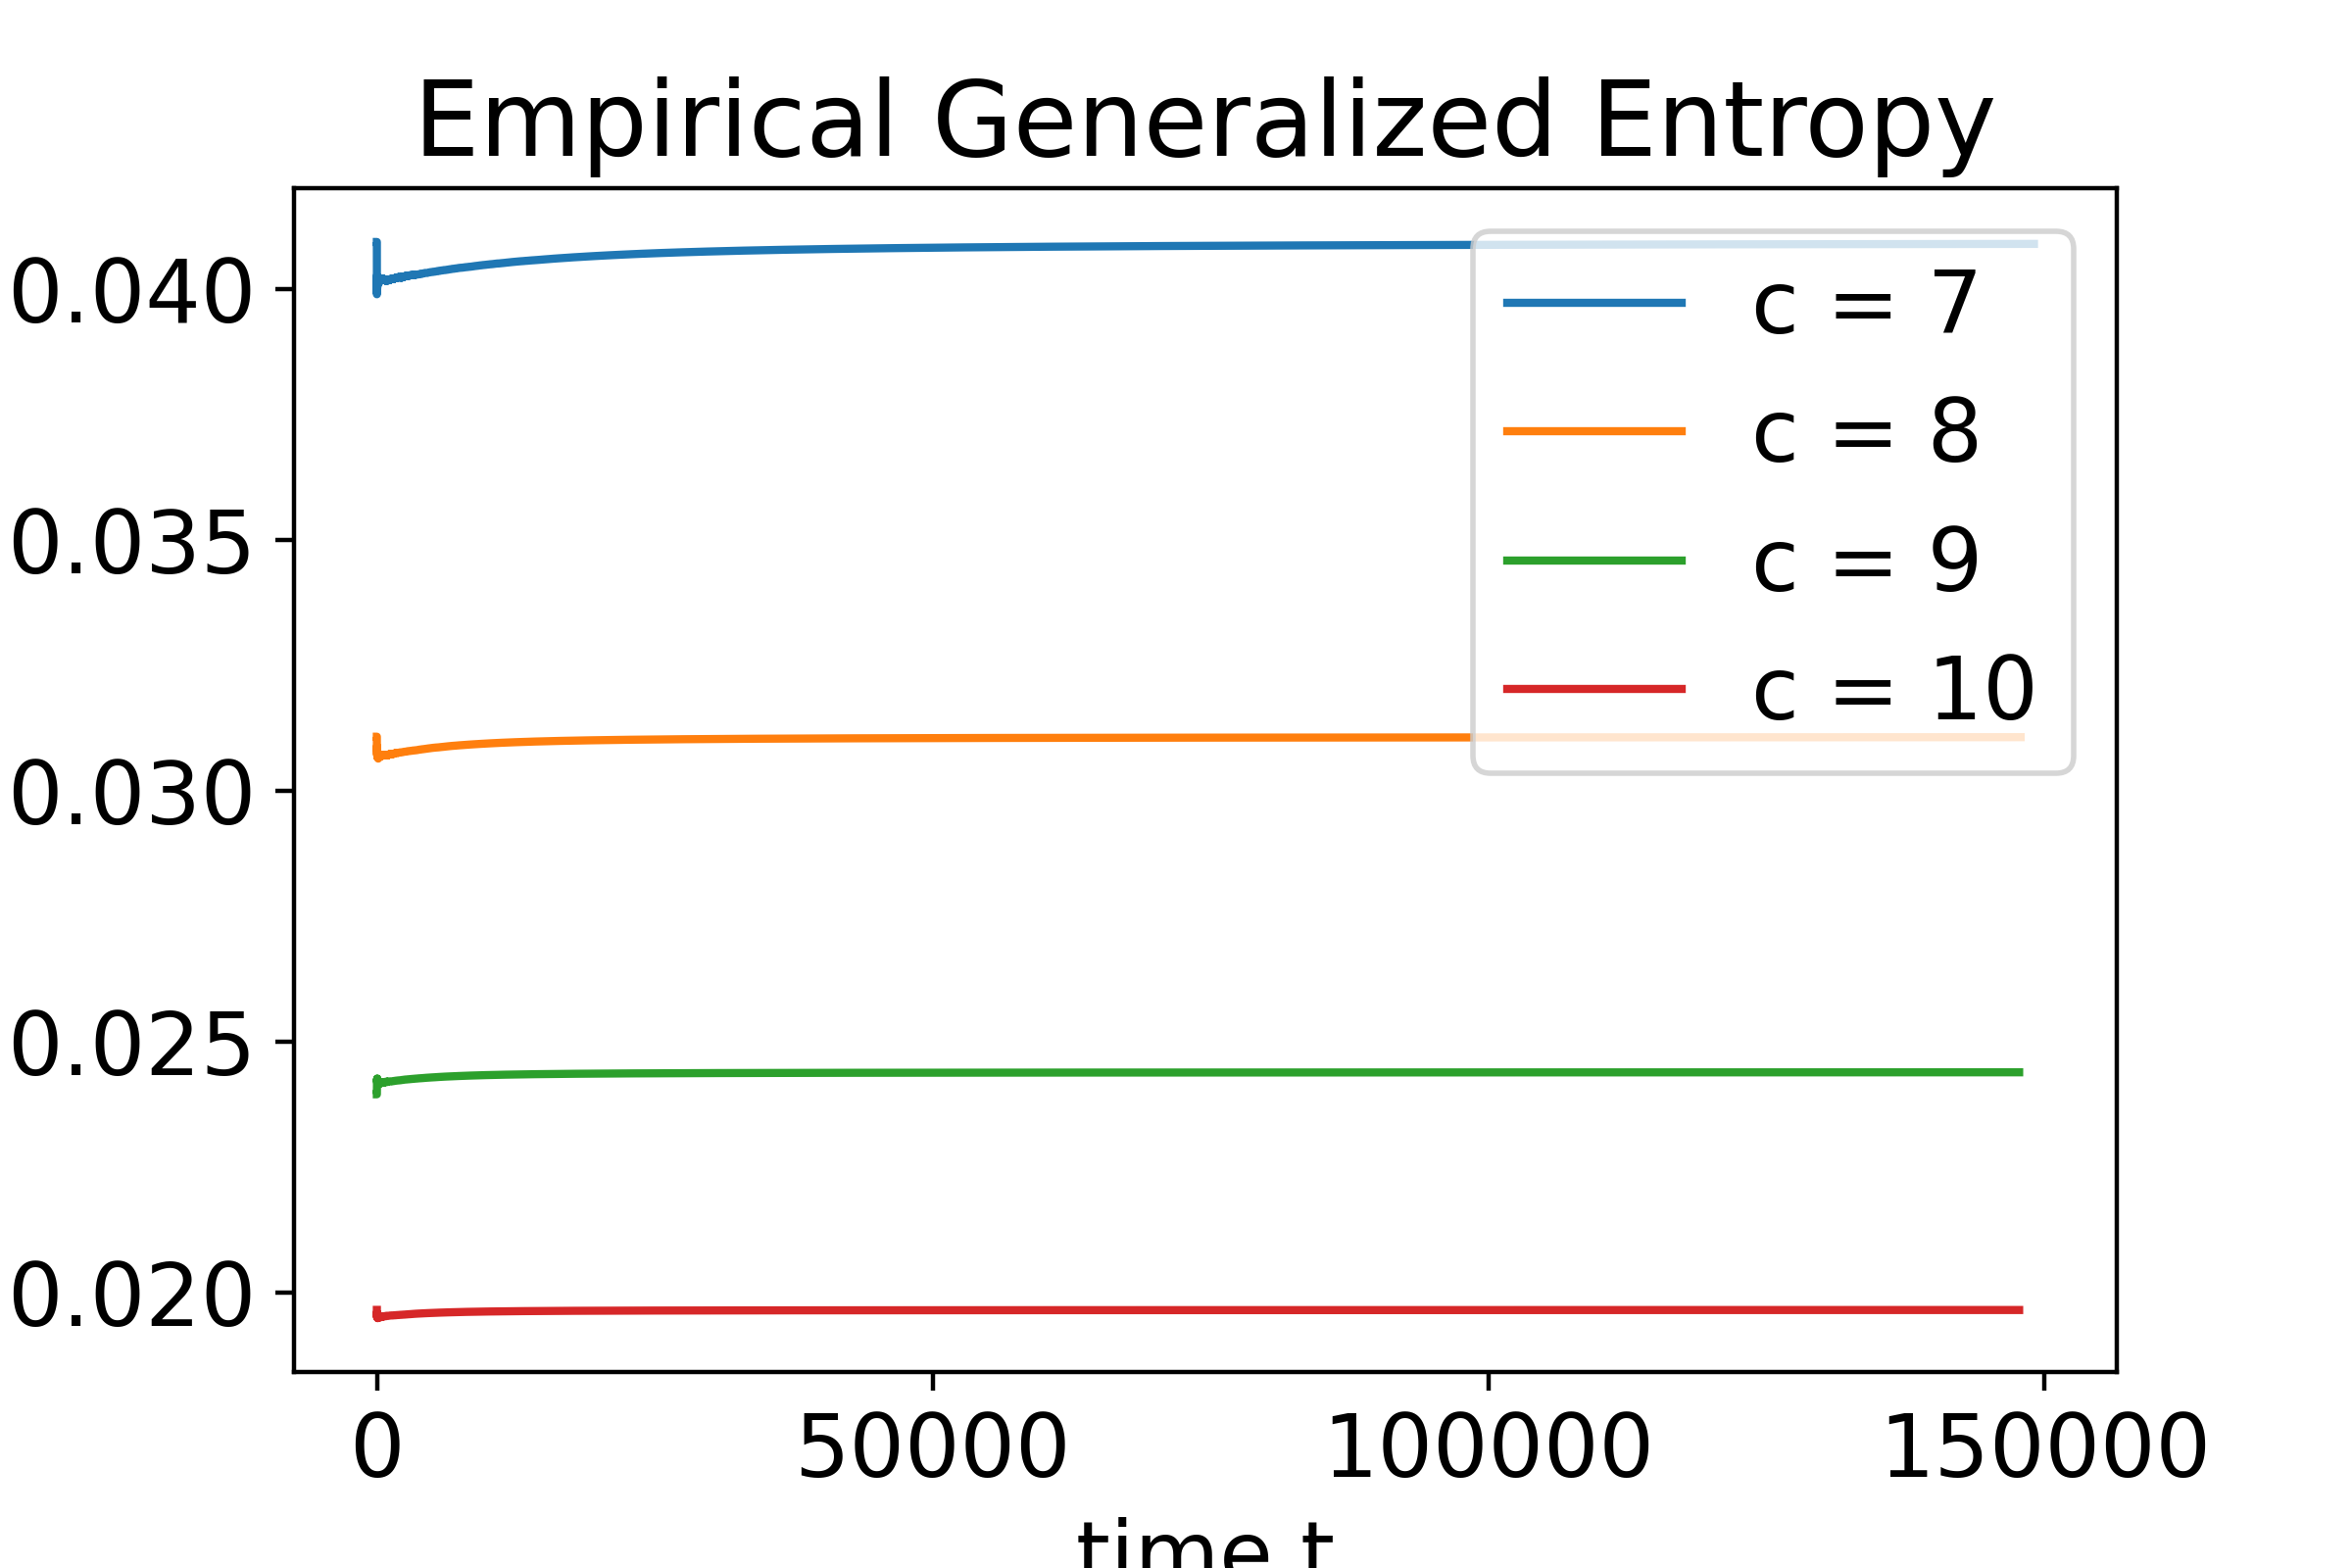 Empirical Generalized Entropy
0.040
0.035
0.030
0.025
0.020
c = 7
c = 8
c = 9
c = 10
0 50000 100000 150000
time t